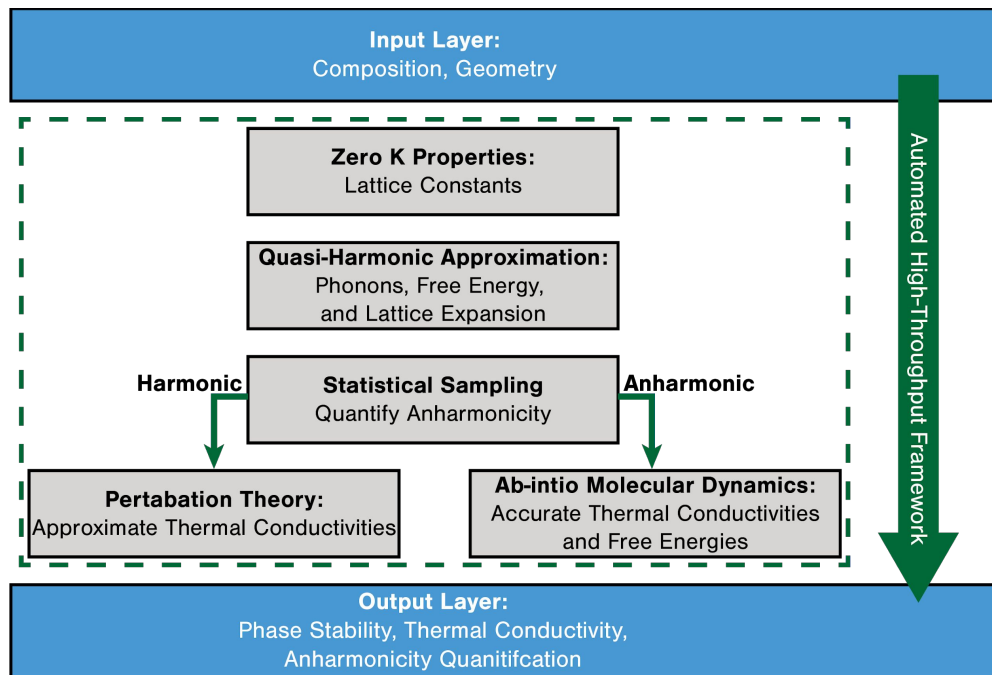 Input Layer:
Composition, Geometry
Zero K Properties:
Lattice Constants
Quasi-Harmonic Approximation:
Phonons, Free Energy,
and Lattice Expansion
Harmonic
Statistical Sampling
Quantify Anharmonicity
Anharmonic
Pertabation Theory:
Approximate Thermal Conductivities
Ab-intio Molecular Dynamics:
Accurate Thermal Conductivities
and Free Energies
Automated High-Throughput Framework
Output Layer:
Phase Stability, Thermal Conductivity,
Anharmonicity Quanitifcation